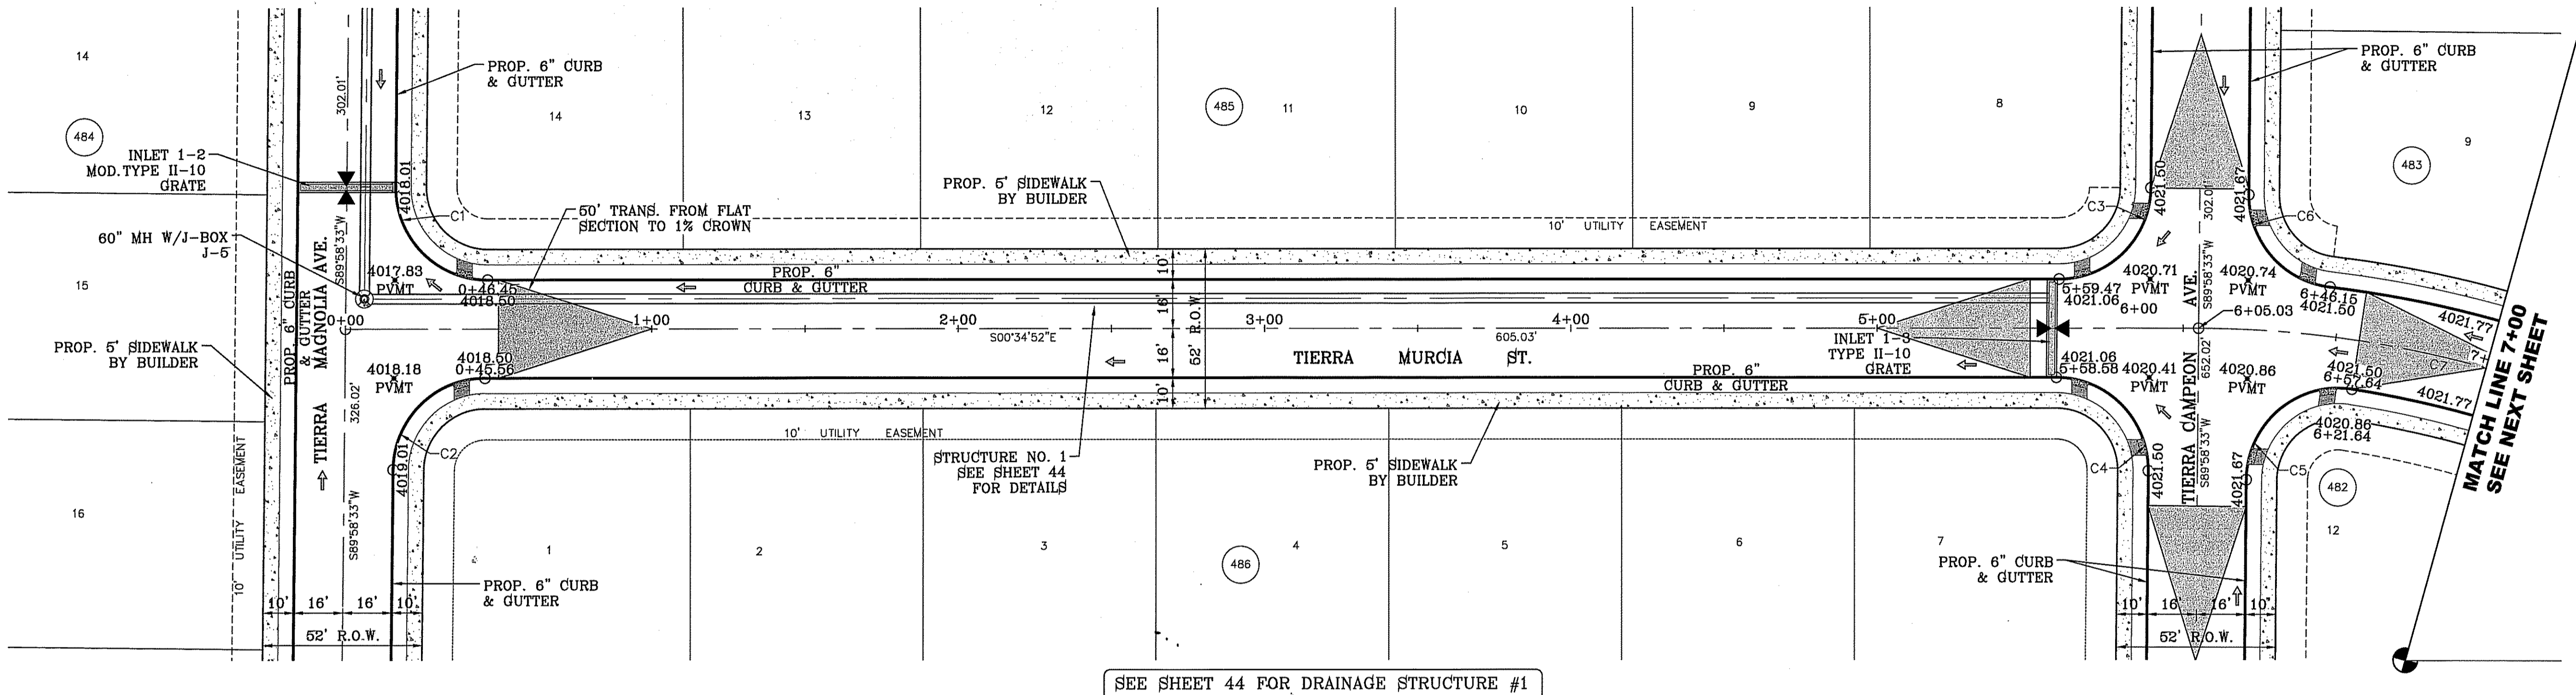 14
484
INLET 1-2
MOD.TYPE II-10
GRATE
60" MH W/J-BOX
J-5
15
PROP. 5' SIDEWALK
BY BUILDER
16
10' UTILITY EASEMENT
PROP. 6" CURB
& GUTTER
TIERRA MAGNOLIA AVE.
302.01'
S89°58'33"W
326.02'
S89°58'33"W
10'
16'
16'
10'
52' R.O.W.
PROP. 6" CURB
& GUTTER
4018.01
C1
4017.83
PVMT
0+00
4018.18
PVMT
0+46.45
4018.50
4018.50
0+45.56
4019.01
C2
PROP. 6" CURB
& GUTTER
50' TRANS. FROM FLAT
SECTION TO 1% CROWN
14
13
12
485
11
10
9
8
PROP. 5' SIDEWALK
BY BUILDER
10' UTILITY EASEMENT
PROP. 6"
CURB & GUTTER
10'
16'
52' R.O.W.
16'
10'
1+00
2+00
S00°34'52"E
3+00
605.03'
4+00
5+00
6+00
TIERRA MURCIA ST.
INLET 1-3
TYPE II-10
GRATE
PROP. 6"
CURB & GUTTER
10' UTILITY EASEMENT
STRUCTURE NO. 1
SEE SHEET 44
FOR DETAILS
PROP. 5' SIDEWALK
BY BUILDER
1
2
3
486
4
5
6
7
C3
4021.50
302.01'
4021.67
C6
PROP. 6" CURB
& GUTTER
9
483
5+59.47
4021.06
4020.71
PVMT
4020.74
PVMT
TIERRA CAMPEON AVE.
S89°58'33"W
6+05.03
6+46.15
4021.50
4021.77
7+
4021.06
5+58.58
4020.41
PVMT
4020.86
PVMT
652.02'
S89°58'33"W
4021.50
6+57.64
C7
4021.77
4020.86
6+21.64
C4
4021.50
4021.67
C5
482
12
PROP. 6" CURB
& GUTTER
10'
16'
16'
10'
52' R.O.W.
MATCH LINE 7+00
SEE NEXT SHEET
SEE SHEET 44 FOR DRAINAGE STRUCTURE #1